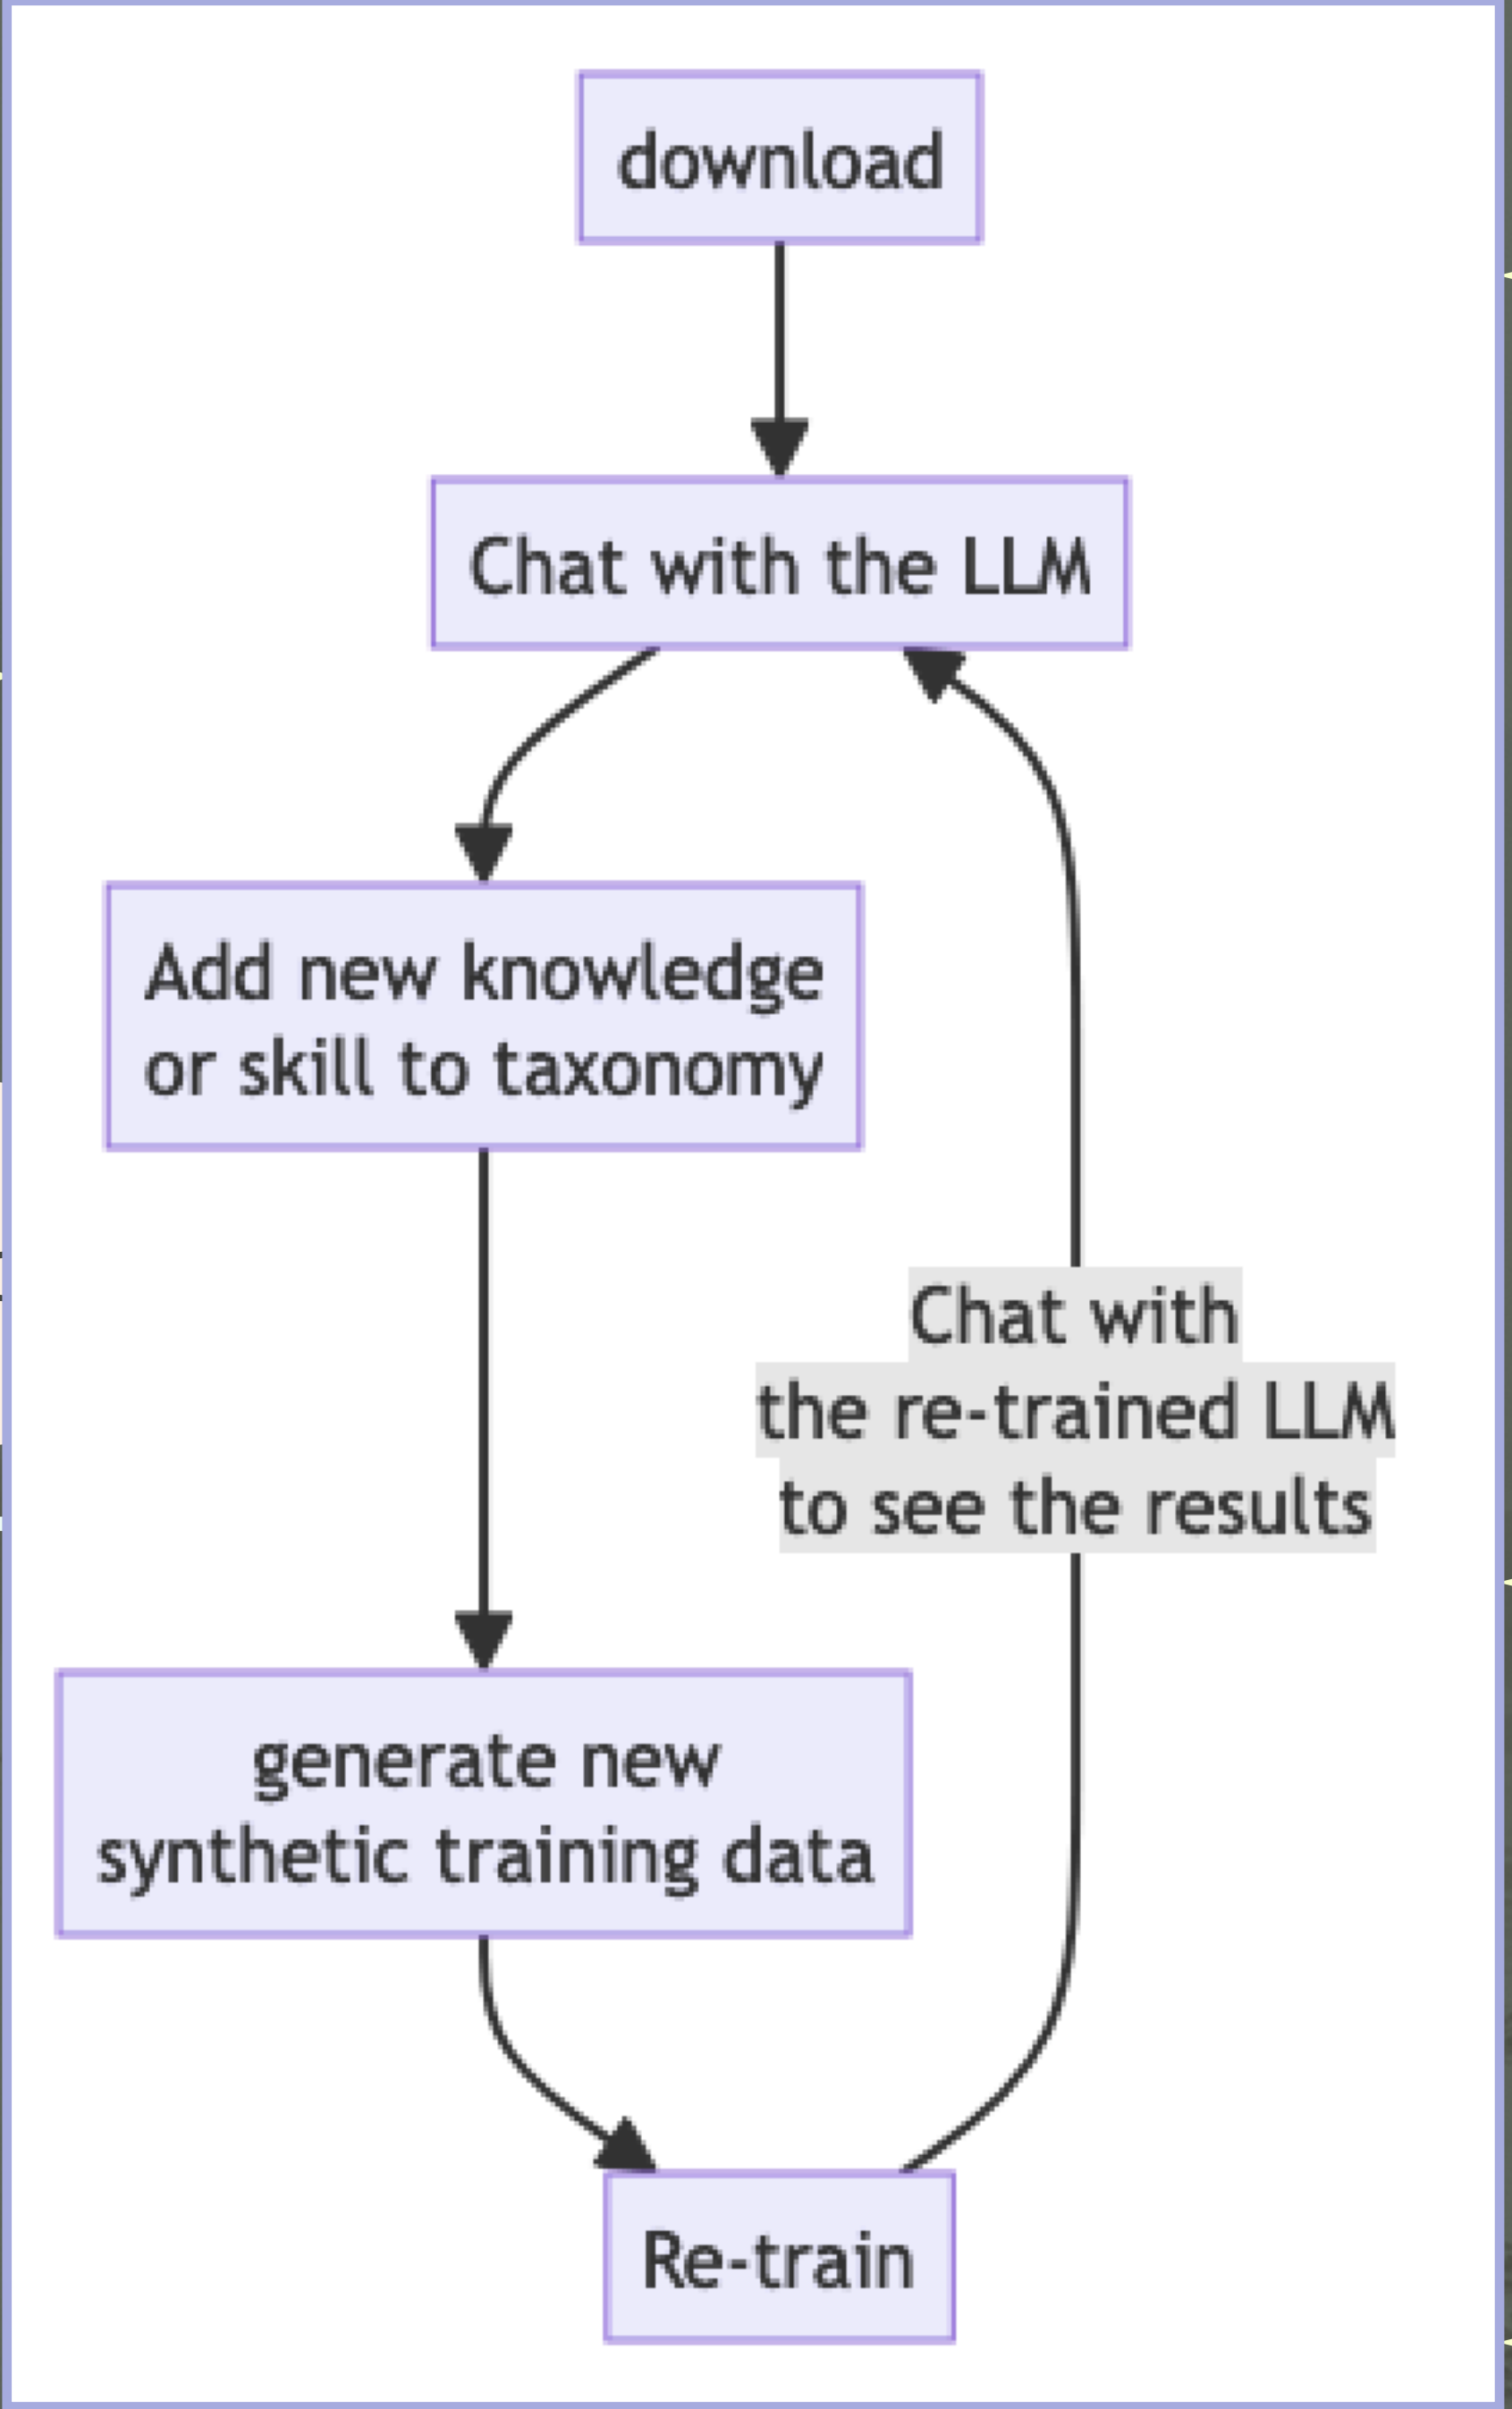 download
Chat with the LLM
Add new knowledge
or skill to taxonomy
Chat with
the re-trained LLM
to see the results
generate new
synthetic training data
Re-train